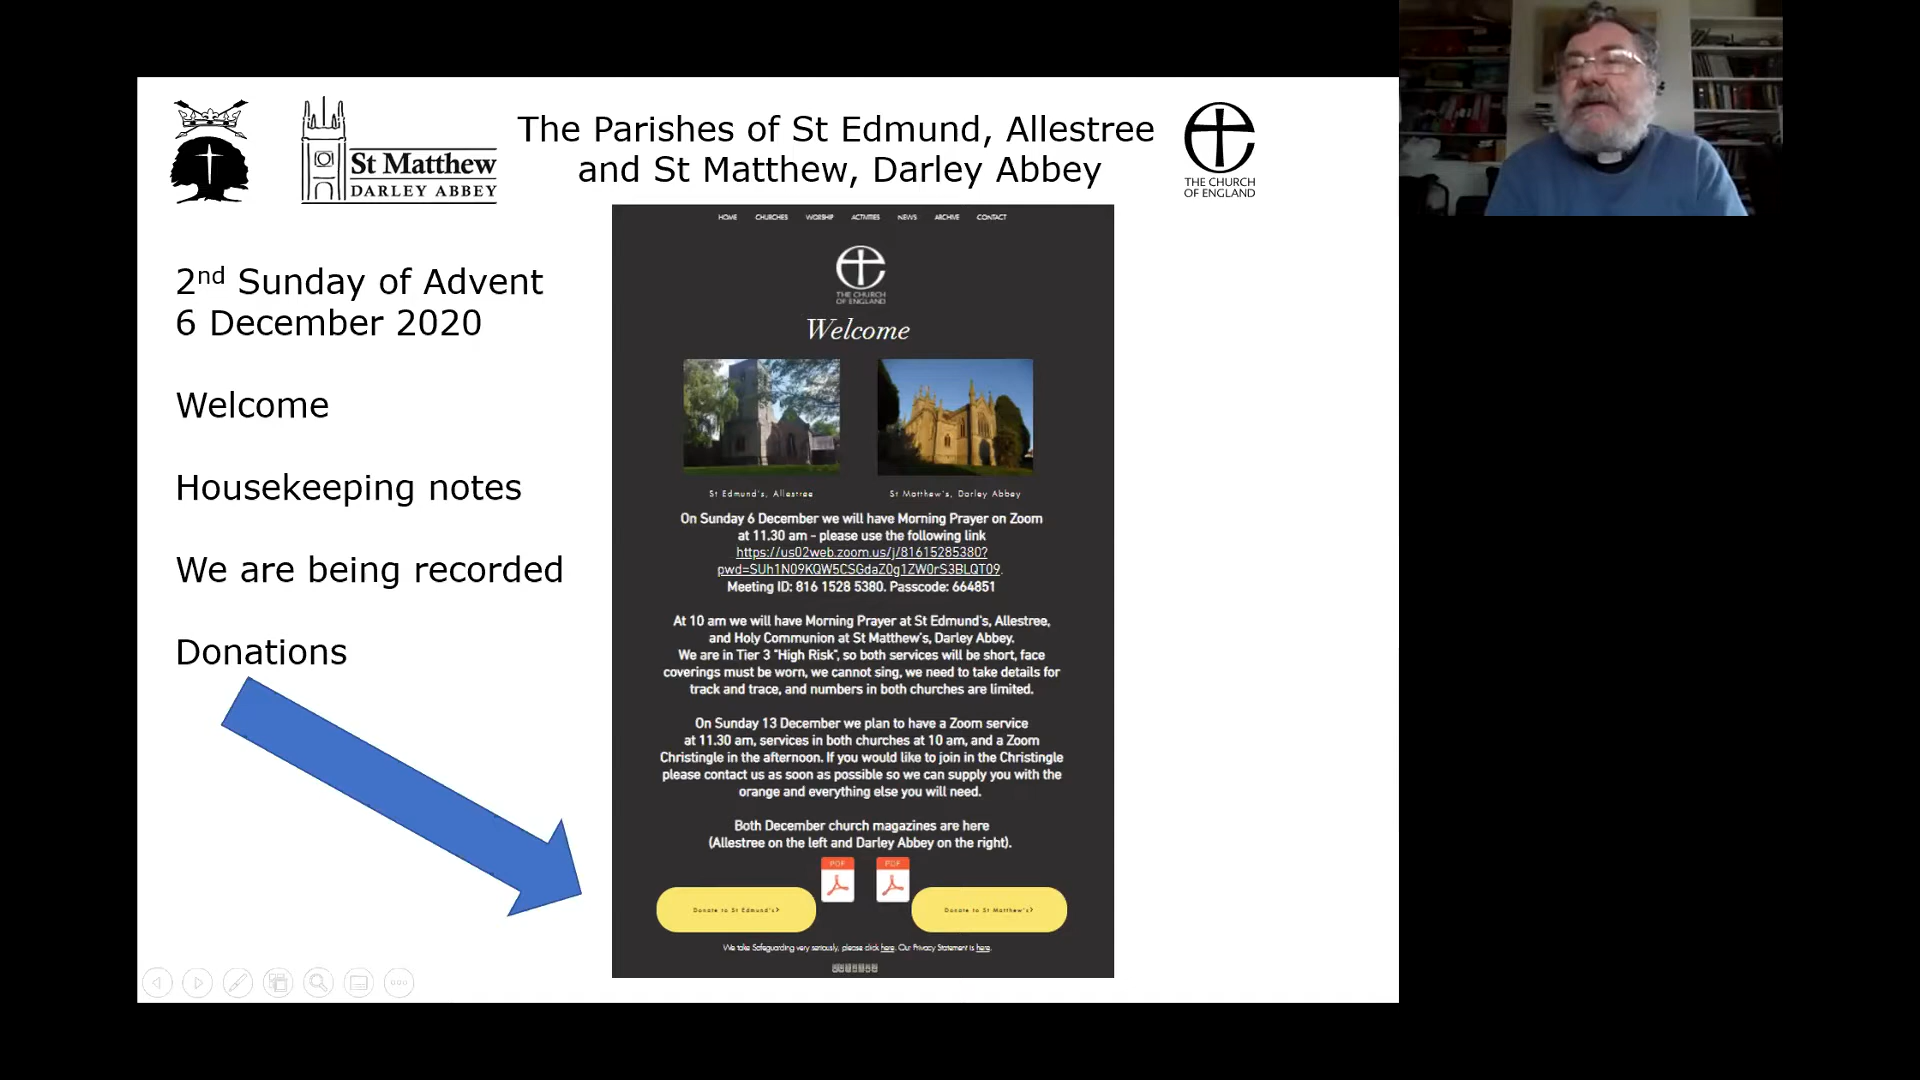 St Matthew
DARLEY ABBEY
The Parishes of St Edmund, Allestree
and St Matthew, Darley Abbey
THE CHURCH
OF ENGLAND
2nd Sunday of Advent
6 December 2020
Welcome
Housekeeping notes
We are being recorded
Donations
HOME CHURCHES WORSHIP ACTIVITIES NEWS ARCHIVE CONTACT
THE CHURCH
OF ENGLAND
Welcome
St Edmund's, Allestree
St Matthew's, Darley Abbey
On Sunday 6 December we will have Morning Prayer on Zoom
at 11.30 am - please use the following link
https://us02web.zoom.us/j/81615285380?
pwd=SUh1N09KQW5CSGdaZ0g1ZW0rS3BLQT09.
Meeting ID: 816 1528 5380. Passcode: 664851
At 10 am we will have Morning Prayer at St Edmund's, Allestree,
and Holy Communion at St Matthew's, Darley Abbey.
We are in Tier 3 "High Risk", so both services will be short, face
coverings must be worn, we cannot sing, we need to take details for
track and trace, and numbers in both churches are limited.
On Sunday 13 December we plan to have a Zoom service
at 11.30 am, services in both churches at 10 am, and a Zoom
Christingle in the afternoon. If you would like to join in the Christingle
please contact us as soon as possible so we can supply you with the
orange and everything else you will need.
Both December church magazines are here
(Allestree on the left and Darley Abbey on the right).
PDF
PDF
Donate to St Edmund's>
Donate to St Matthew's>
We take Safeguarding very seriously, please click here. Our Privacy Statement is here.